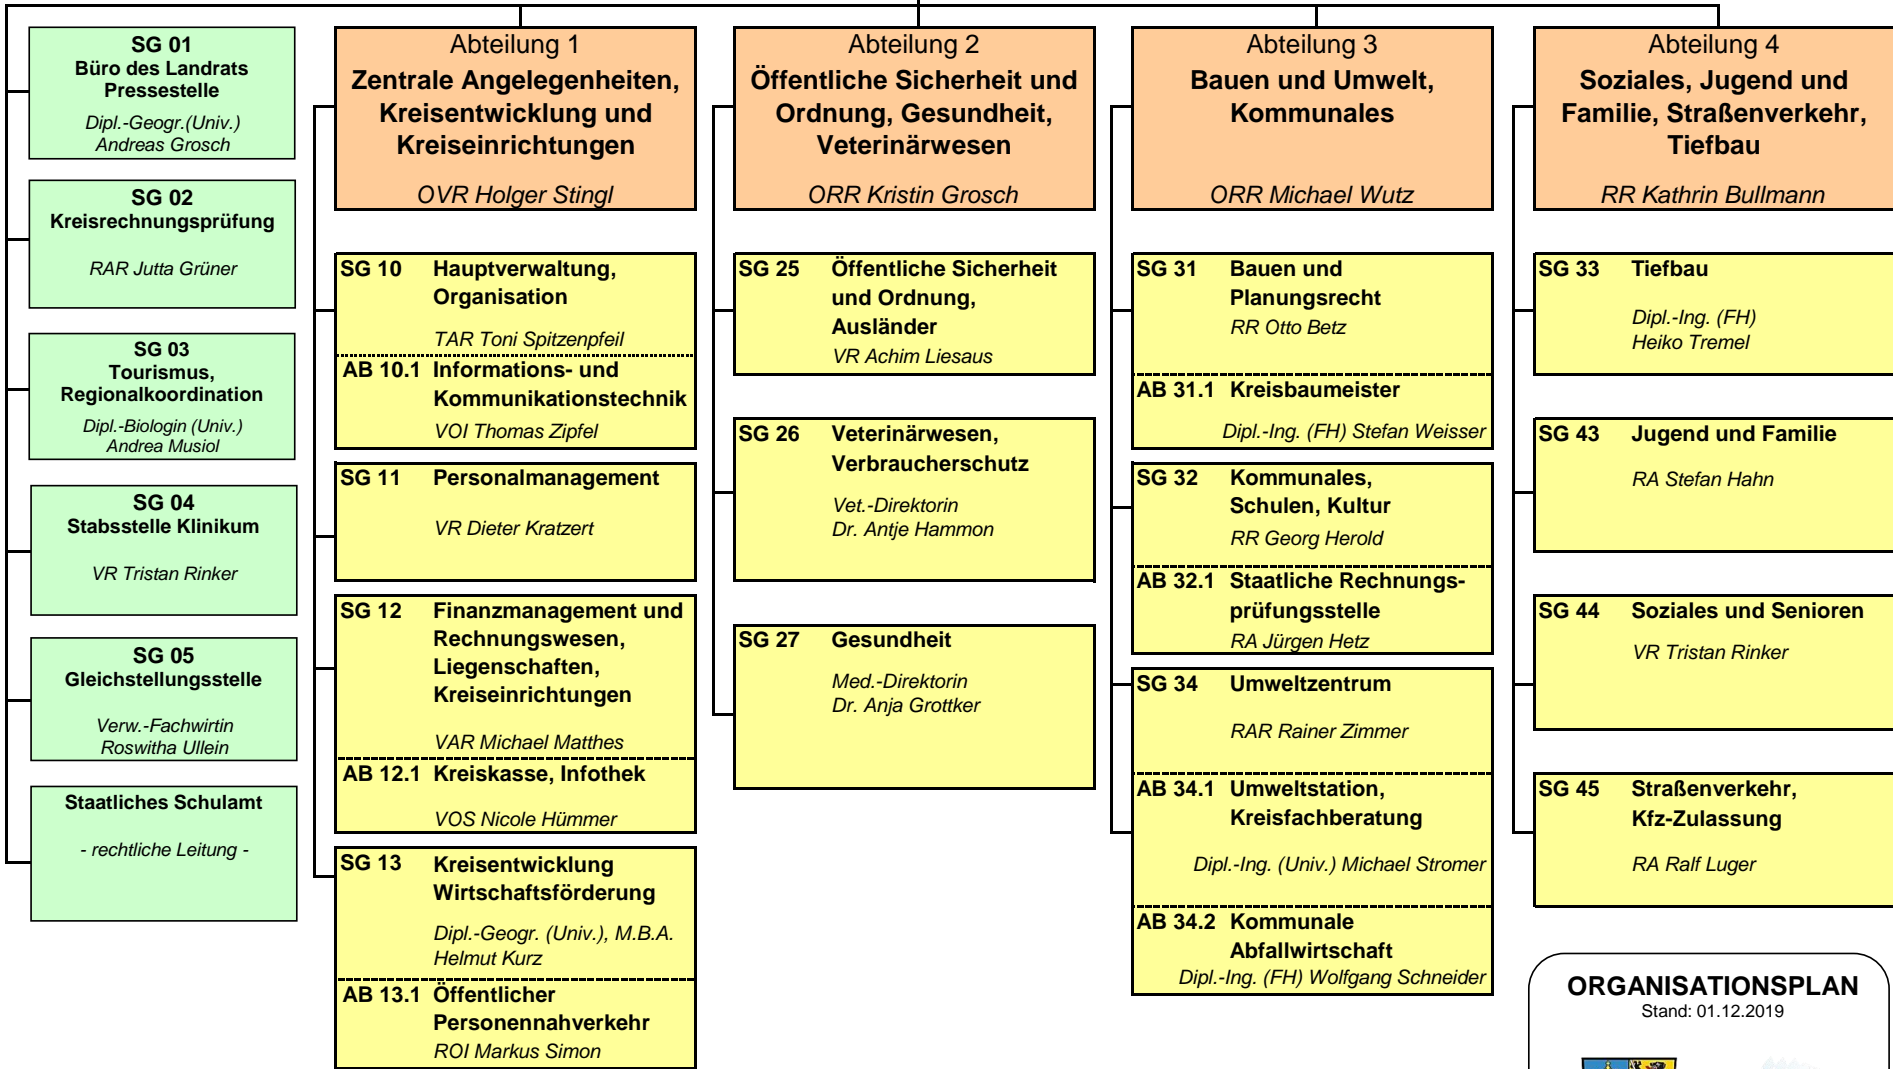 SG 01
Büro des Landrats
Pressestelle
Dipl.-Geogr.(Univ.)
Andreas Grosch
SG 02
Kreisrechnungsprüfung
RAR Jutta Grüner
SG 03
Tourismus,
Regionalkoordination
Dipl.-Biologin (Univ.)
Andrea Musiol
SG 04
Stabsstelle Klinikum
VR Tristan Rinker
SG 05
Gleichstellungsstelle
Verw.-Fachwirtin
Roswitha Ullein
Staatliches Schulamt
- rechtliche Leitung -
Abteilung 1
Zentrale Angelegenheiten,
Kreisentwicklung und
Kreiseinrichtungen
OVR Holger Stingl
SG 10 Hauptverwaltung,
Organisation
TAR Toni Spitzenpfeil
AB 10.1 Informations- und
Kommunikationstechnik
VOI Thomas Zipfel
SG 11 Personalmanagement
VR Dieter Kratzert
SG 12 Finanzmanagement und
Rechnungswesen,
Liegenschaften,
Kreiseinrichtungen
VAR Michael Matthes
AB 12.1 Kreiskasse, Infothek
VOS Nicole Hümmer
SG 13 Kreisentwicklung
Wirtschaftsförderung
Dipl.-Geogr. (Univ.), M.B.A.
Helmut Kurz
AB 13.1 Öffentlicher
Personennahverkehr
ROI Markus Simon
Abteilung 2
Öffentliche Sicherheit und
Ordnung, Gesundheit,
Veterinärwesen
ORR Kristin Grosch
SG 25 Öffentliche Sicherheit
und Ordnung,
Ausländer
VR Achim Liesaus
SG 26 Veterinärwesen,
Verbraucherschutz
Vet.-Direktorin
Dr. Antje Hammon
SG 27 Gesundheit
Med.-Direktorin
Dr. Anja Grottker
Abteilung 3
Bauen und Umwelt,
Kommunales
ORR Michael Wutz
SG 31 Bauen und
Planungsrecht
RR Otto Betz
AB 31.1 Kreisbaumeister
Dipl.-Ing. (FH) Stefan Weisser
SG 32 Kommunales,
Schulen, Kultur
RR Georg Herold
AB 32.1 Staatliche Rechnungs-
prüfungsstelle
RA Jürgen Hetz
SG 34 Umweltzentrum
RAR Rainer Zimmer
AB 34.1 Umweltstation,
Kreisfachberatung
Dipl.-Ing. (Univ.) Michael Stromer
AB 34.2 Kommunale
Abfallwirtschaft
Dipl.-Ing. (FH) Wolfgang Schneider
Abteilung 4
Soziales, Jugend und
Familie, Straßenverkehr,
Tiefbau
RR Kathrin Bullmann
SG 33 Tiefbau
Dipl.-Ing. (FH)
Heiko Tremel
SG 43 Jugend und Familie
RA Stefan Hahn
SG 44 Soziales und Senioren
VR Tristan Rinker
SG 45 Straßenverkehr,
Kfz-Zulassung
RA Ralf Luger
ORGANISATIONSPLAN
Stand: 01.12.2019